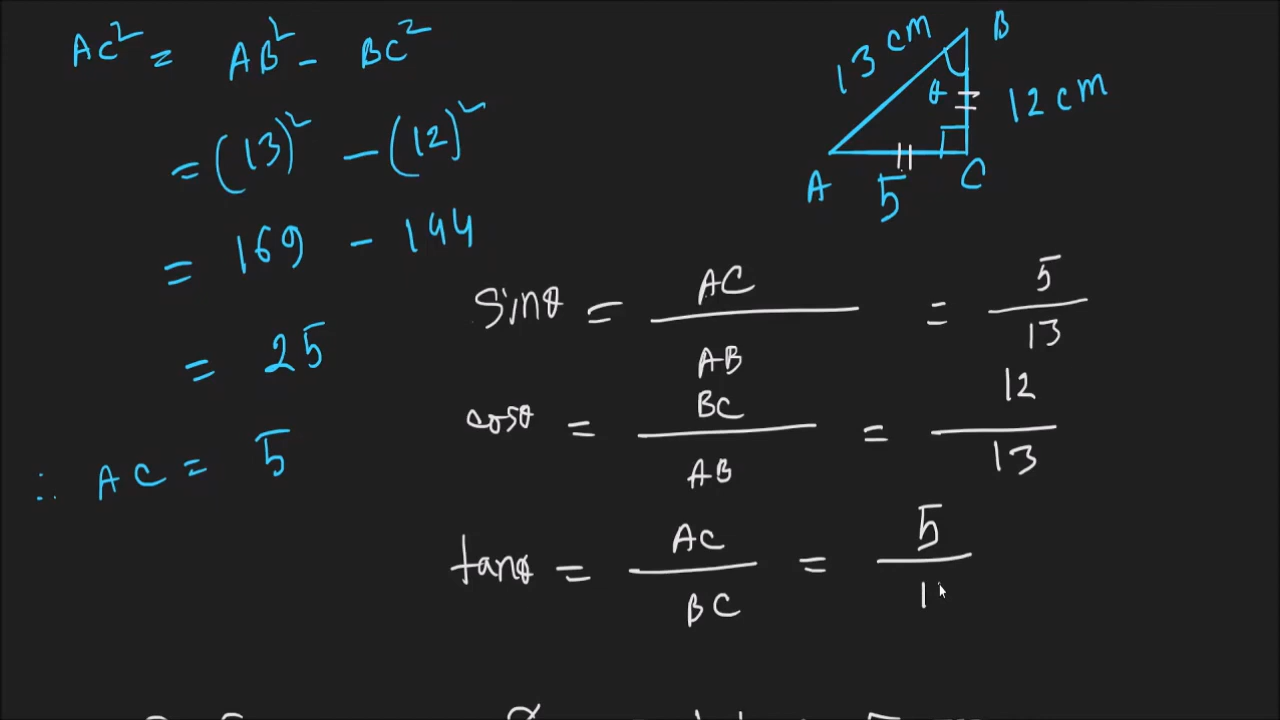 AC² = AB² - BC²
= (13)² - (12)²
= 169 - 144
= 25
∴ AC = 5
13 cm
B
θ
12 cm
A
5
C
sinθ = AC/AB = 5/13
cosθ = BC/AB = 12/13
tanθ = AC/BC = 5/1